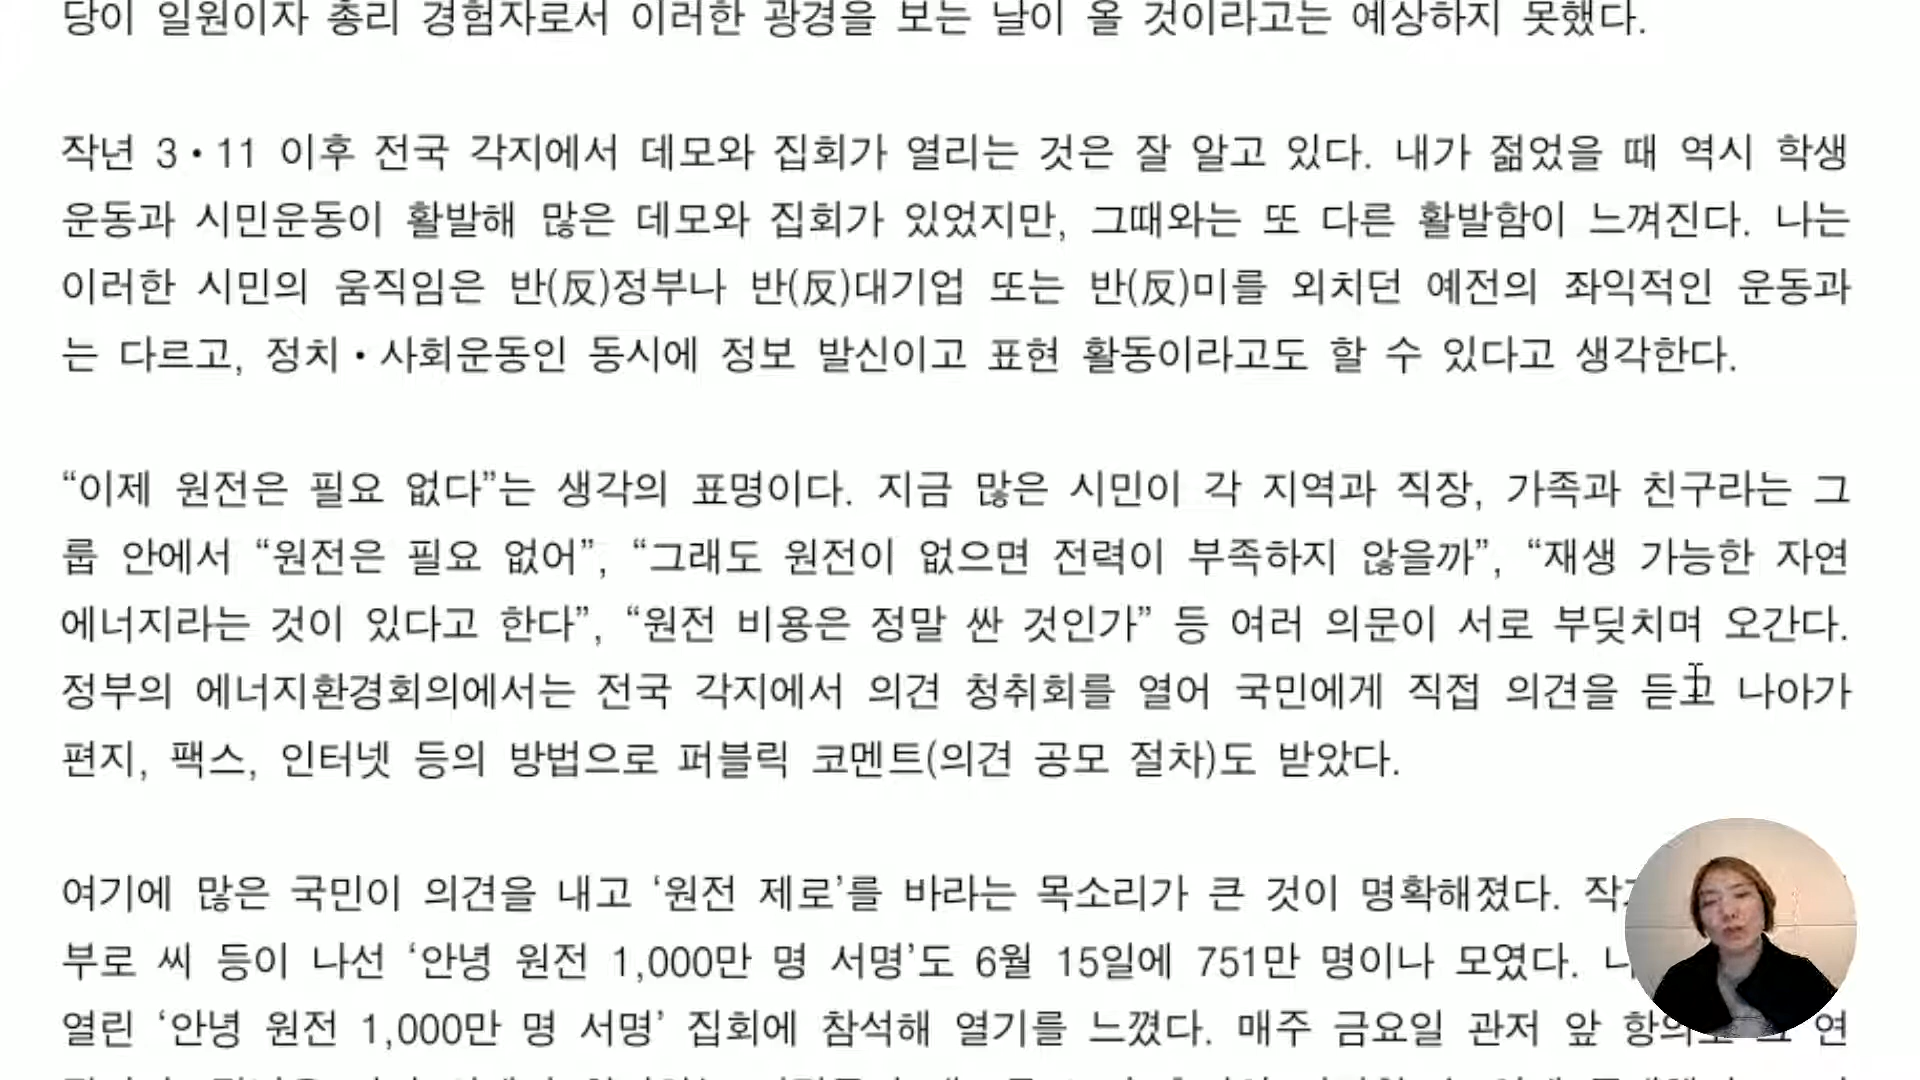 당이 일원이자 총리 경험자로서 이러한 광경을 보는 날이 올 것이라고는 예상하지 못했다.
작년 3·11 이후 전국 각지에서 데모와 집회가 열리는 것은 잘 알고 있다. 내가 젊었을 때 역시 학생
운동과 시민운동이 활발해 많은 데모와 집회가 있었지만, 그때와는 또 다른 활발함이 느껴진다. 나는
이러한 시민의 움직임은 반(反)정부나 반(反)대기업 또는 반(反)미를 외치던 예전의 좌익적인 운동과
는 다르고, 정치·사회운동인 동시에 정보 발신이고 표현 활동이라고도 할 수 있다고 생각한다.
“이제 원전은 필요 없다”는 생각의 표명이다. 지금 많은 시민이 각 지역과 직장, 가족과 친구라는 그
룹 안에서 “원전은 필요 없어”, “그래도 원전이 없으면 전력이 부족하지 않을까”, “재생 가능한 자연
에너지라는 것이 있다고 한다”, “원전 비용은 정말 싼 것인가” 등 여러 의문이 서로 부딪치며 오간다.
정부의 에너지환경회의에서는 전국 각지에서 의견 청취회를 열어 국민에게 직접 의견을 듣고 나아가
편지, 팩스, 인터넷 등의 방법으로 퍼블릭 코멘트(의견 공모 절차)도 받았다.
여기에 많은 국민이 의견을 내고 ‘원전 제로’를 바라는 목소리가 큰 것이 명확해졌다.
부로 씨 등이 나선 ‘안녕 원전 1,000만 명 서명’도 6월 15일에 751만 명이나 모였다.
열린 ‘안녕 원전 1,000만 명 서명’ 집회에 참석해 열기를 느꼈다. 매주 금요일 관저 앞 연